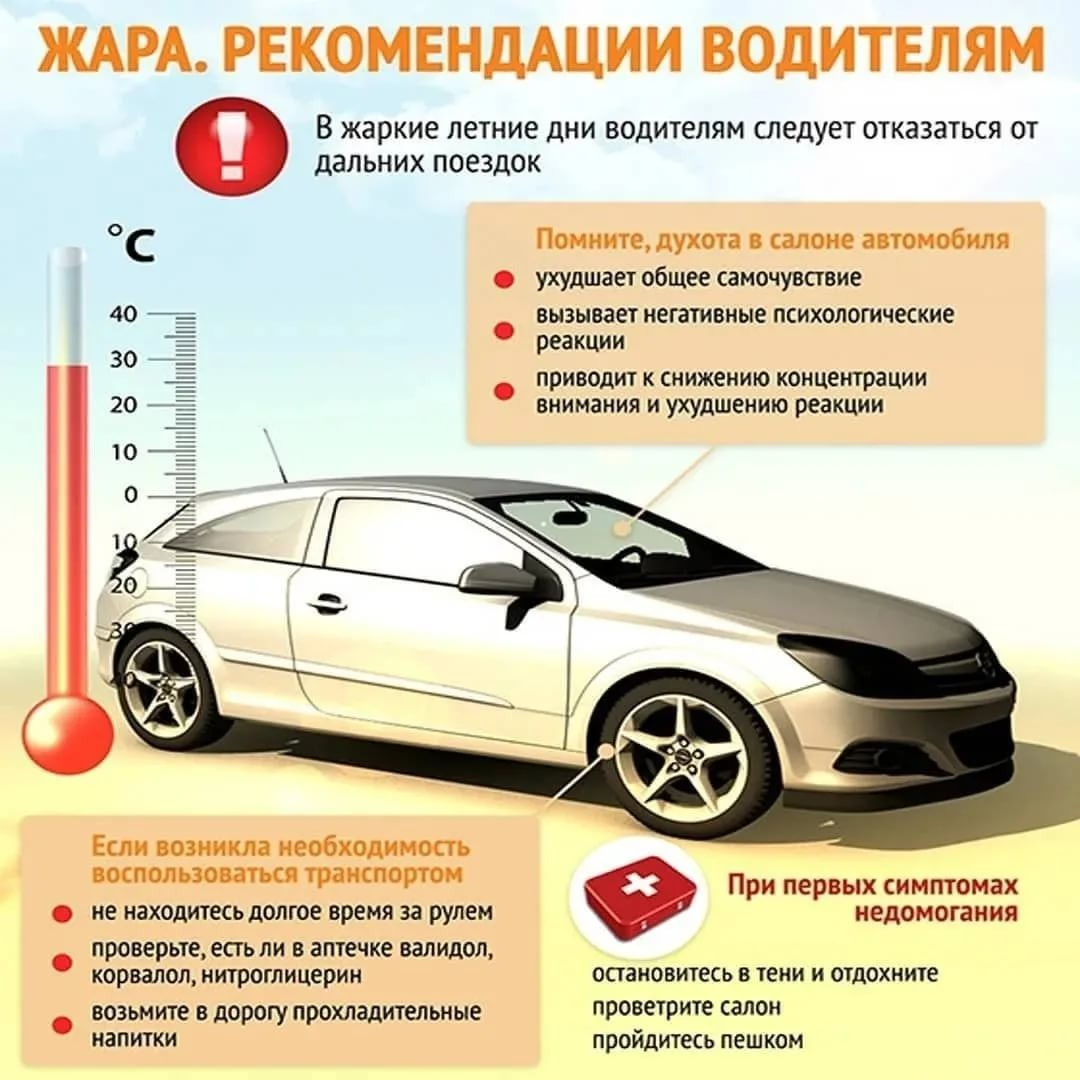 ЖАРА. РЕКОМЕНДАЦИИ ВОДИТЕЛЯМ
В жаркие летние дни водителям следует отказаться от
дальних поездок
°C
40
30
20
10
0
10
20
30
Помните, духота в салоне автомобиля
ухудшает общее самочувствие
вызывает негативные психологические
реакции
приводит к снижению концентрации
внимания и ухудшению реакции
Если возникла необходимость
воспользоваться транспортом
не находитесь долгое время за рулем
проверьте, есть ли в аптечке валидол,
корвалол, нитроглицерин
возьмите в дорогу прохладительные
напитки
При первых симптомах
недомогания
остановитесь в тени и отдохните
проветрите салон
пройдитесь пешком